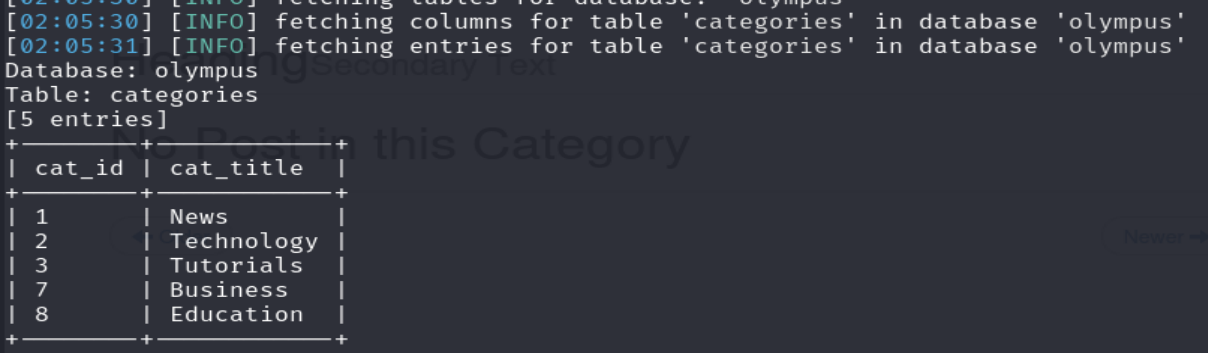 [02:05:30] [INFO] fetching tables for database: 'olympus'
[02:05:30] [INFO] fetching columns for table 'categories' in database 'olympus'
[02:05:31] [INFO] fetching entries for table 'categories' in database 'olympus'
Heading Secondary Text
Database: olympus
Table: categories
[5 entries]
No Post in this Category
| cat_id | cat_title |
| 1 | News |
| 2 | Technology |
| 3 | Tutorials |
| 7 | Business |
| 8 | Education |
Newer →